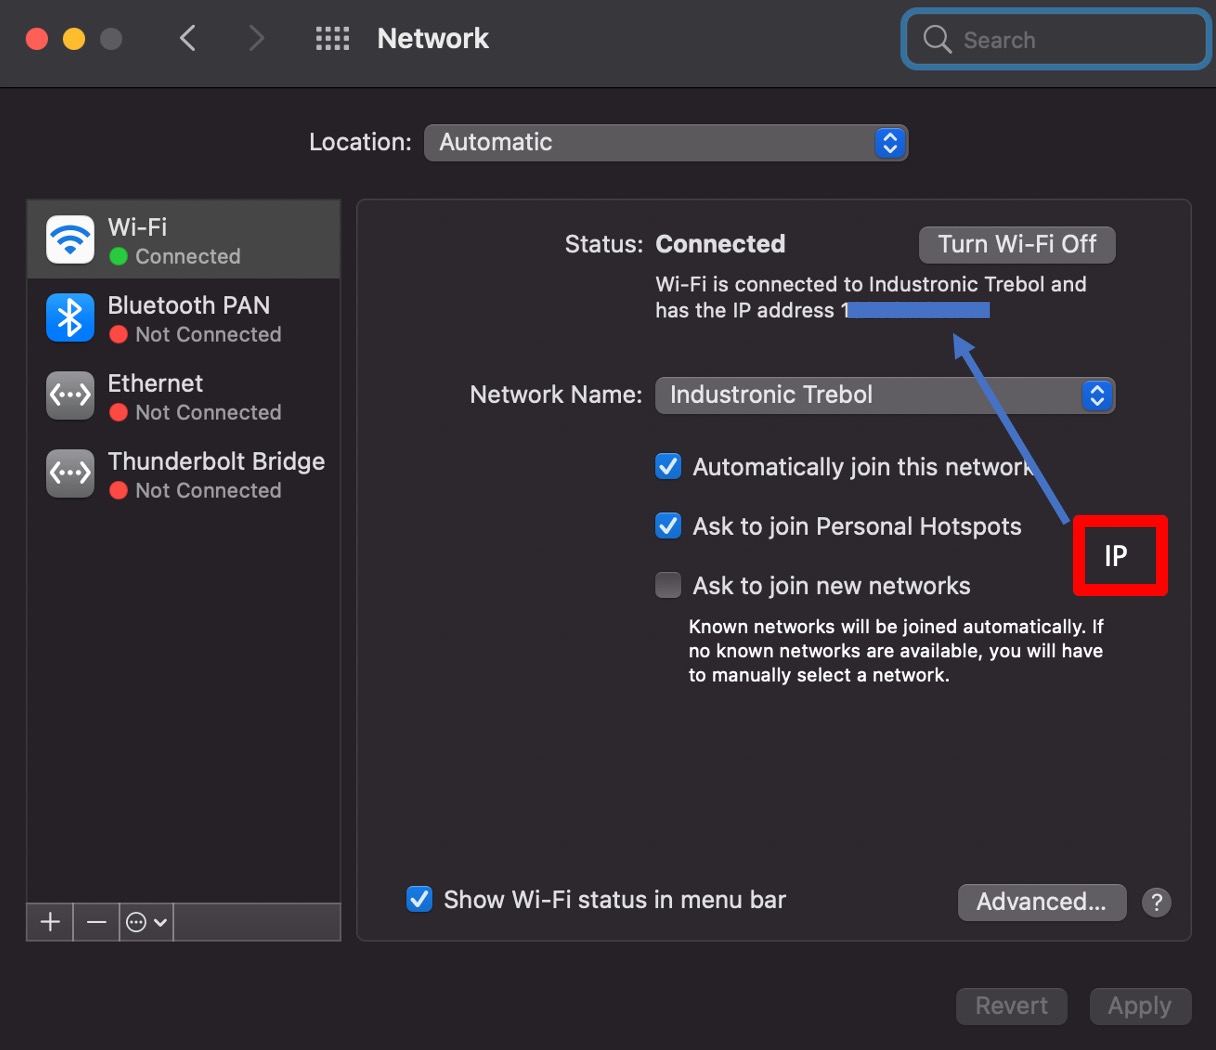 Network
Search
Location: Automatic
Wi-Fi
Connected
Bluetooth PAN
Not Connected
Ethernet
Not Connected
Thunderbolt Bridge
Not Connected
Status: Connected
Turn Wi-Fi Off
Wi-Fi is connected to Industronic Trebol and
has the IP address 1
Network Name: Industronic Trebol
Automatically join this network
Ask to join Personal Hotspots
IP
Ask to join new networks
Known networks will be joined automatically. If
no known networks are available, you will have
to manually select a network.
Show Wi-Fi status in menu bar
Advanced...
?
Revert
Apply